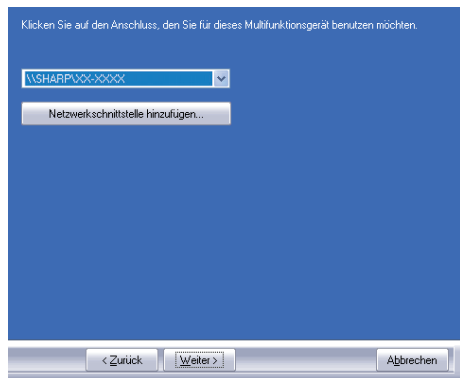 Klicken Sie auf den Anschluss, den Sie für dieses Multifunktionsgerät benutzen möchten.
\\SHARP\XX-XXXX
Netzwerkschnittstelle hinzufügen...
< Zurück
Weiter >
Abbrechen